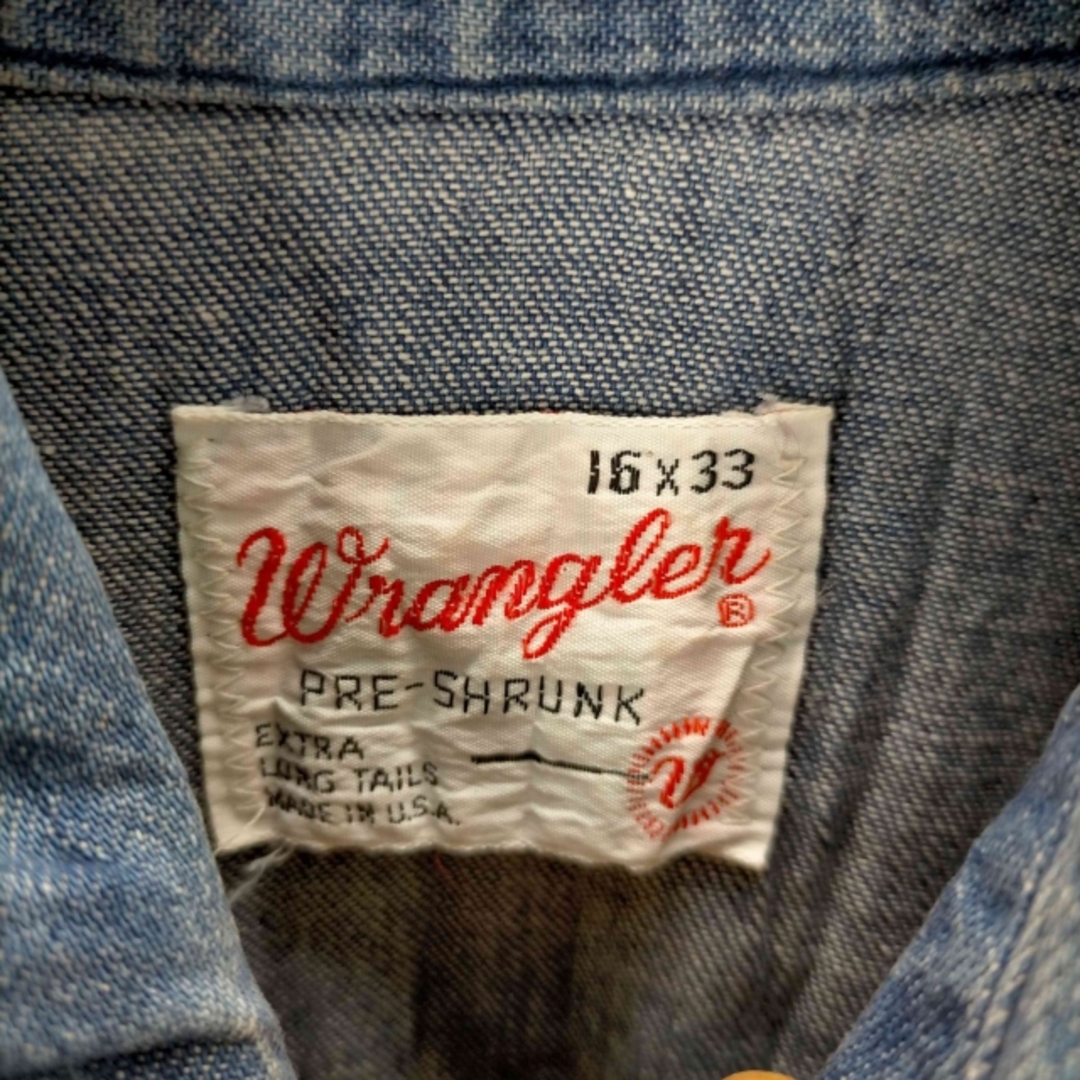 16 x 33
Wrangler
®
PRE-SHRUNK
EXTRA
LONG TAILS
MADE IN U.S.A.